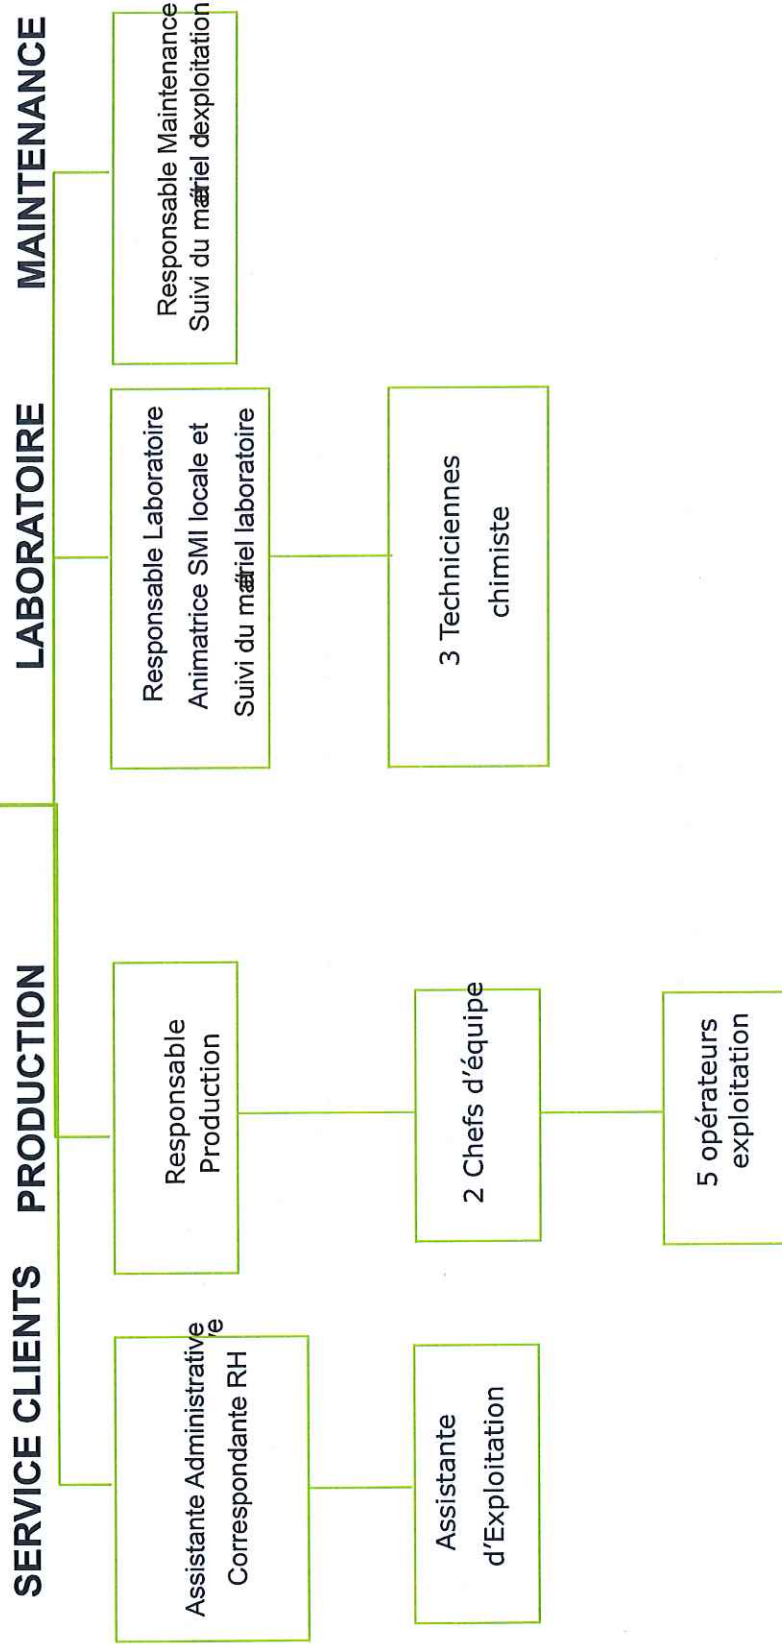 SERVICE CLIENTS
PRODUCTION
LABORATOIRE
MAINTENANCE
Assistante Administrative
Correspondante RH
Assistante
d'Exploitation
Responsable
Production
2 Chefs d'équipe
5 opérateurs
exploitation
Responsable Laboratoire
Animatrice SMI locale et
Suivi du matériel laboratoire
3 Techniciennes
chimiste
Responsable Maintenance
Suivi du matériel dexploitation